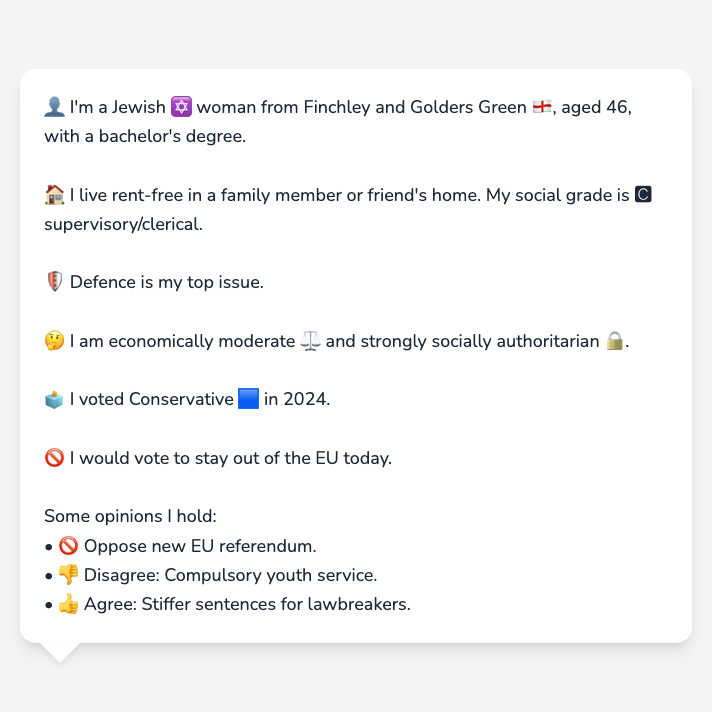 👤 I'm a Jewish ✡️ woman from Finchley and Golders Green 🏴󠁧󠁢󠁥󠁮󠁧󠁿, aged 46,
with a bachelor's degree.
🏠 I live rent-free in a family member or friend's home. My social grade is 🅲
supervisory/clerical.
🛡️ Defence is my top issue.
🤔 I am economically moderate ⚖️ and strongly socially authoritarian 🔒.
🗳️ I voted Conservative 🟦 in 2024.
🚫 I would vote to stay out of the EU today.
Some opinions I hold:
• 🚫 Oppose new EU referendum.
• 👎 Disagree: Compulsory youth service.
• 👍 Agree: Stiffer sentences for lawbreakers.